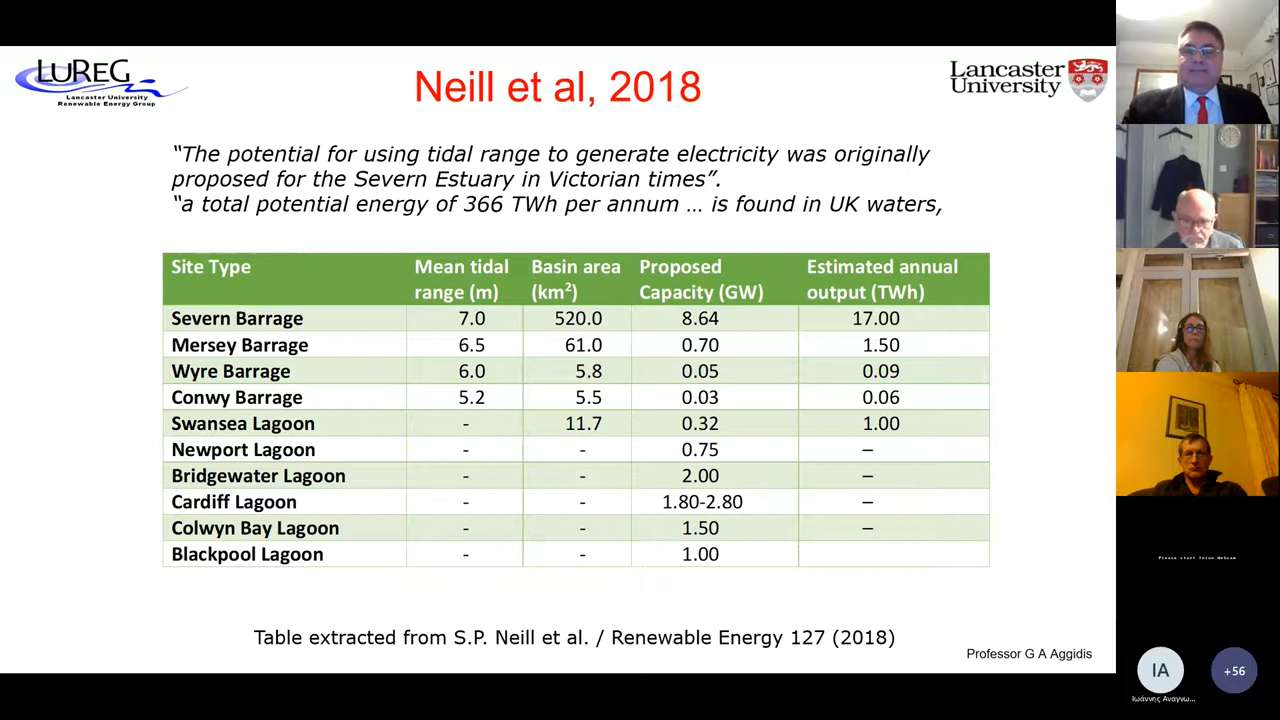 LUREG
Lancaster University
Renewable Energy Group
Neill et al, 2018
Lancaster
University
“The potential for using tidal range to generate electricity was originally
proposed for the Severn Estuary in Victorian times”.
“a total potential energy of 366 TWh per annum … is found in UK waters,
Site Type Mean tidal range (m) Basin area (km²) Proposed Capacity (GW) Estimated annual output (TWh)
Severn Barrage 7.0 520.0 8.64 17.00
Mersey Barrage 6.5 61.0 0.70 1.50
Wyre Barrage 6.0 5.8 0.05 0.09
Conwy Barrage 5.2 5.5 0.03 0.06
Swansea Lagoon - 11.7 0.32 1.00
Newport Lagoon - - 0.75 –
Bridgewater Lagoon - - 2.00 –
Cardiff Lagoon - - 1.80-2.80 –
Colwyn Bay Lagoon - - 1.50 –
Blackpool Lagoon - - 1.00
Table extracted from S.P. Neill et al. / Renewable Energy 127 (2018)
Professor G A Aggidis
Please start Iriun Webcam
IA
+56
Ιωάννης Αναγνω...